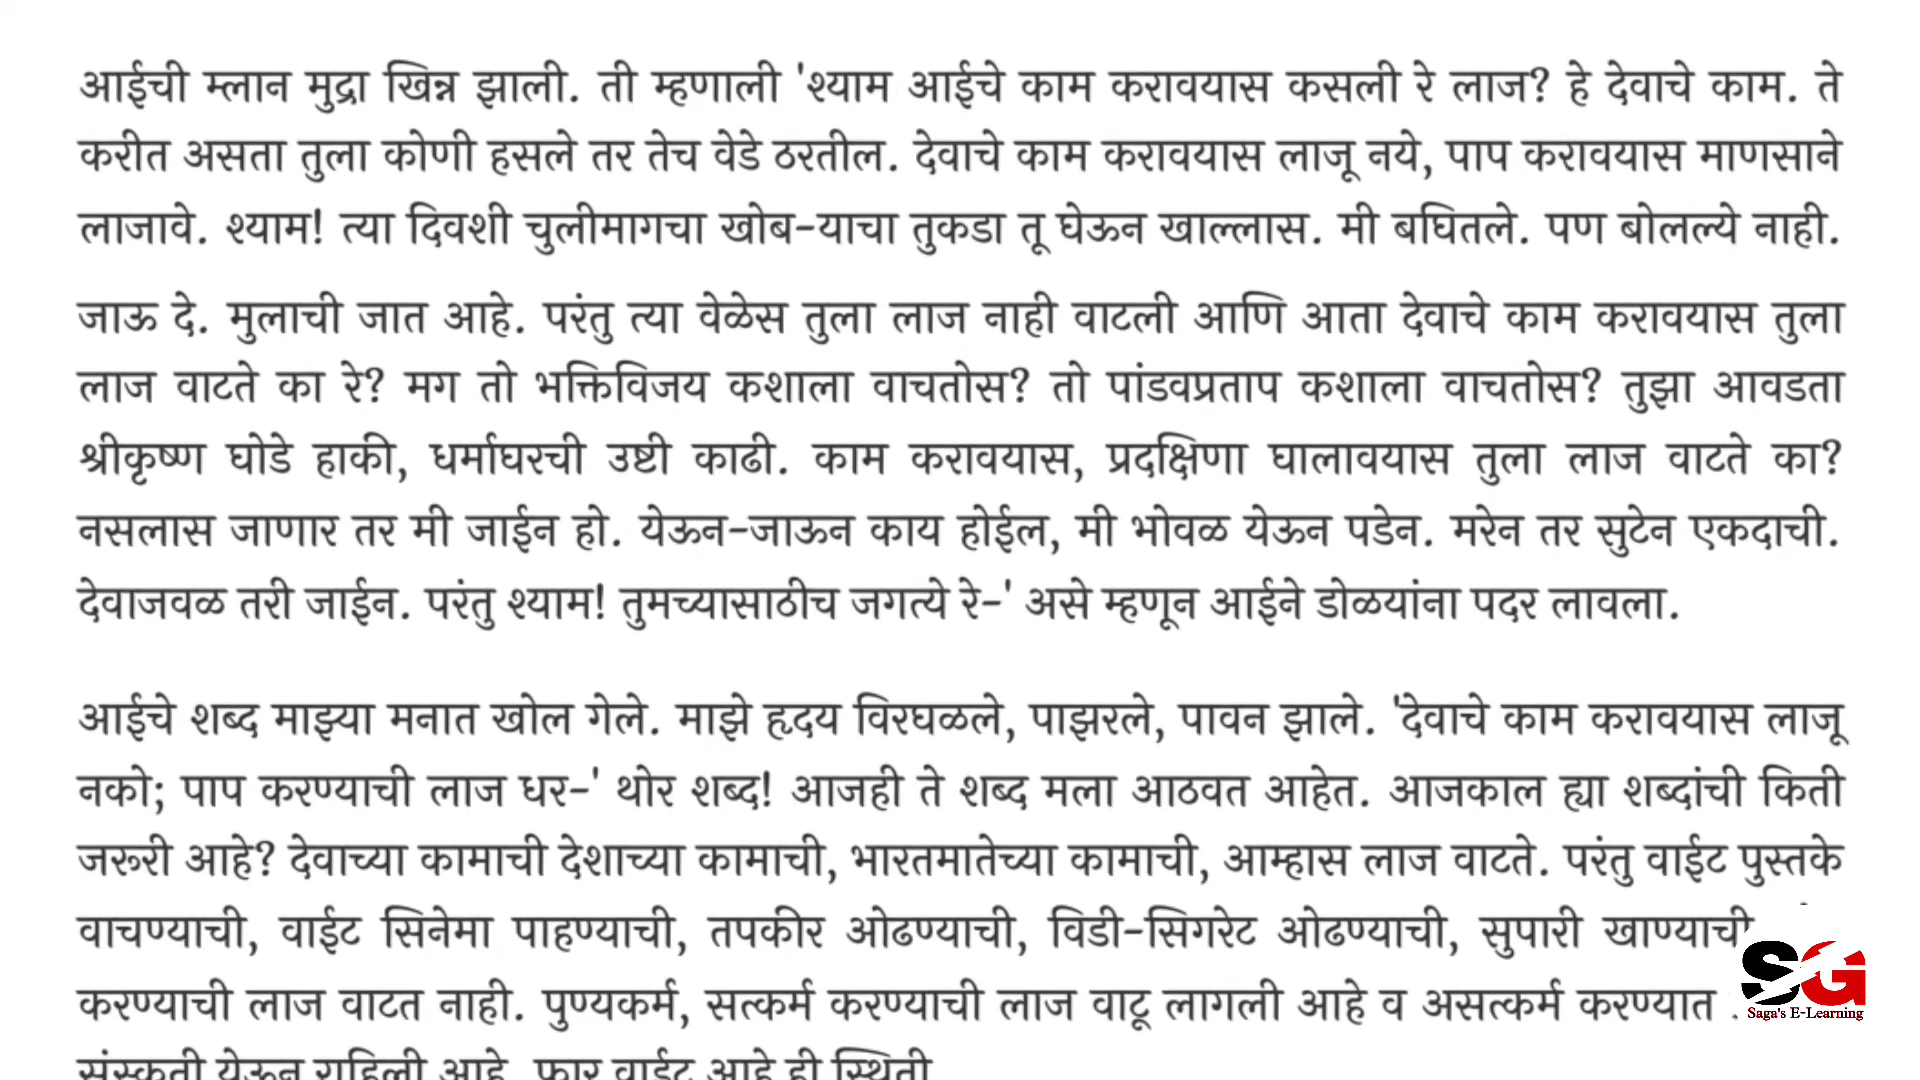 आईची म्लान मुद्रा खिन्न झाली. ती म्हणाली 'श्याम आईचे काम करावयास कसली रे लाज? हे देवाचे काम. ते
करीत असता तुला कोणी हसले तर तेच वेडे ठरतील. देवाचे काम करावयास लाजू नये, पाप करावयास माणसाने
लाजावे. श्याम! त्या दिवशी चुलीमागचा खोब-याचा तुकडा तू घेऊन खाल्लास. मी बघितले. पण बोलल्ये नाही.
जाऊ दे. मुलाची जात आहे. परंतु त्या वेळेस तुला लाज नाही वाटली आणि आता देवाचे काम करावयास तुला
लाज वाटते का रे? मग तो भक्तिविजय कशाला वाचतोस? तो पांडवप्रताप कशाला वाचतोस? तुझा आवडता
श्रीकृष्ण घोडे हाकी, धर्माघरची उष्टी काढी. काम करावयास, प्रदक्षिणा घालावयास तुला लाज वाटते का?
नसलास जाणार तर मी जाईन हो. येऊन-जाऊन काय होईल, मी भोवळ येऊन पडेन. मरेन तर सुटेन एकदाची.
देवाजवळ तरी जाईन. परंतु श्याम! तुमच्यासाठीच जगत्ये रे-' असे म्हणून आईने डोळयांना पदर लावला.
आईचे शब्द माझ्या मनात खोल गेले. माझे हृदय विरघळले, पाझरले, पावन झाले. 'देवाचे काम करावयास लाजू
नको; पाप करण्याची लाज धर-' थोर शब्द! आजही ते शब्द मला आठवत आहेत. आजकाल ह्या शब्दांची किती
जरूरी आहे? देवाच्या कामाची देशाच्या कामाची, भारतमातेच्या कामाची, आम्हास लाज वाटते. परंतु वाईट पुस्तके
वाचण्याची, वाईट सिनेमा पाहण्याची, तपकीर ओढण्याची, विडी-सिगरेट ओढण्याची, सुपारी खाण्याची
करण्याची लाज वाटत नाही. पुण्यकर्म, सत्कर्म करण्याची लाज वाटू लागली आहे व असत्कर्म करण्यात
संस्कृती येऊन राहिली आहे. फार वाईट आहे ही स्थिती
SG
Saga's E-Learning